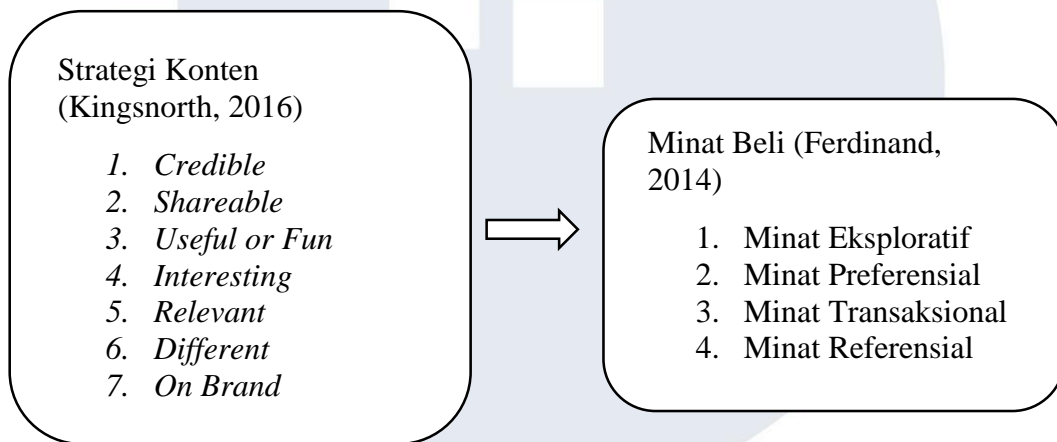 Strategi Konten
(Kingsnorth, 2016)
1. Credible
2. Shareable
3. Useful or Fun
4. Interesting
5. Relevant
6. Different
7. On Brand
Minat Beli (Ferdinand,
2014)
1. Minat Eksploratif
2. Minat Preferensial
3. Minat Transaksional
4. Minat Referensial